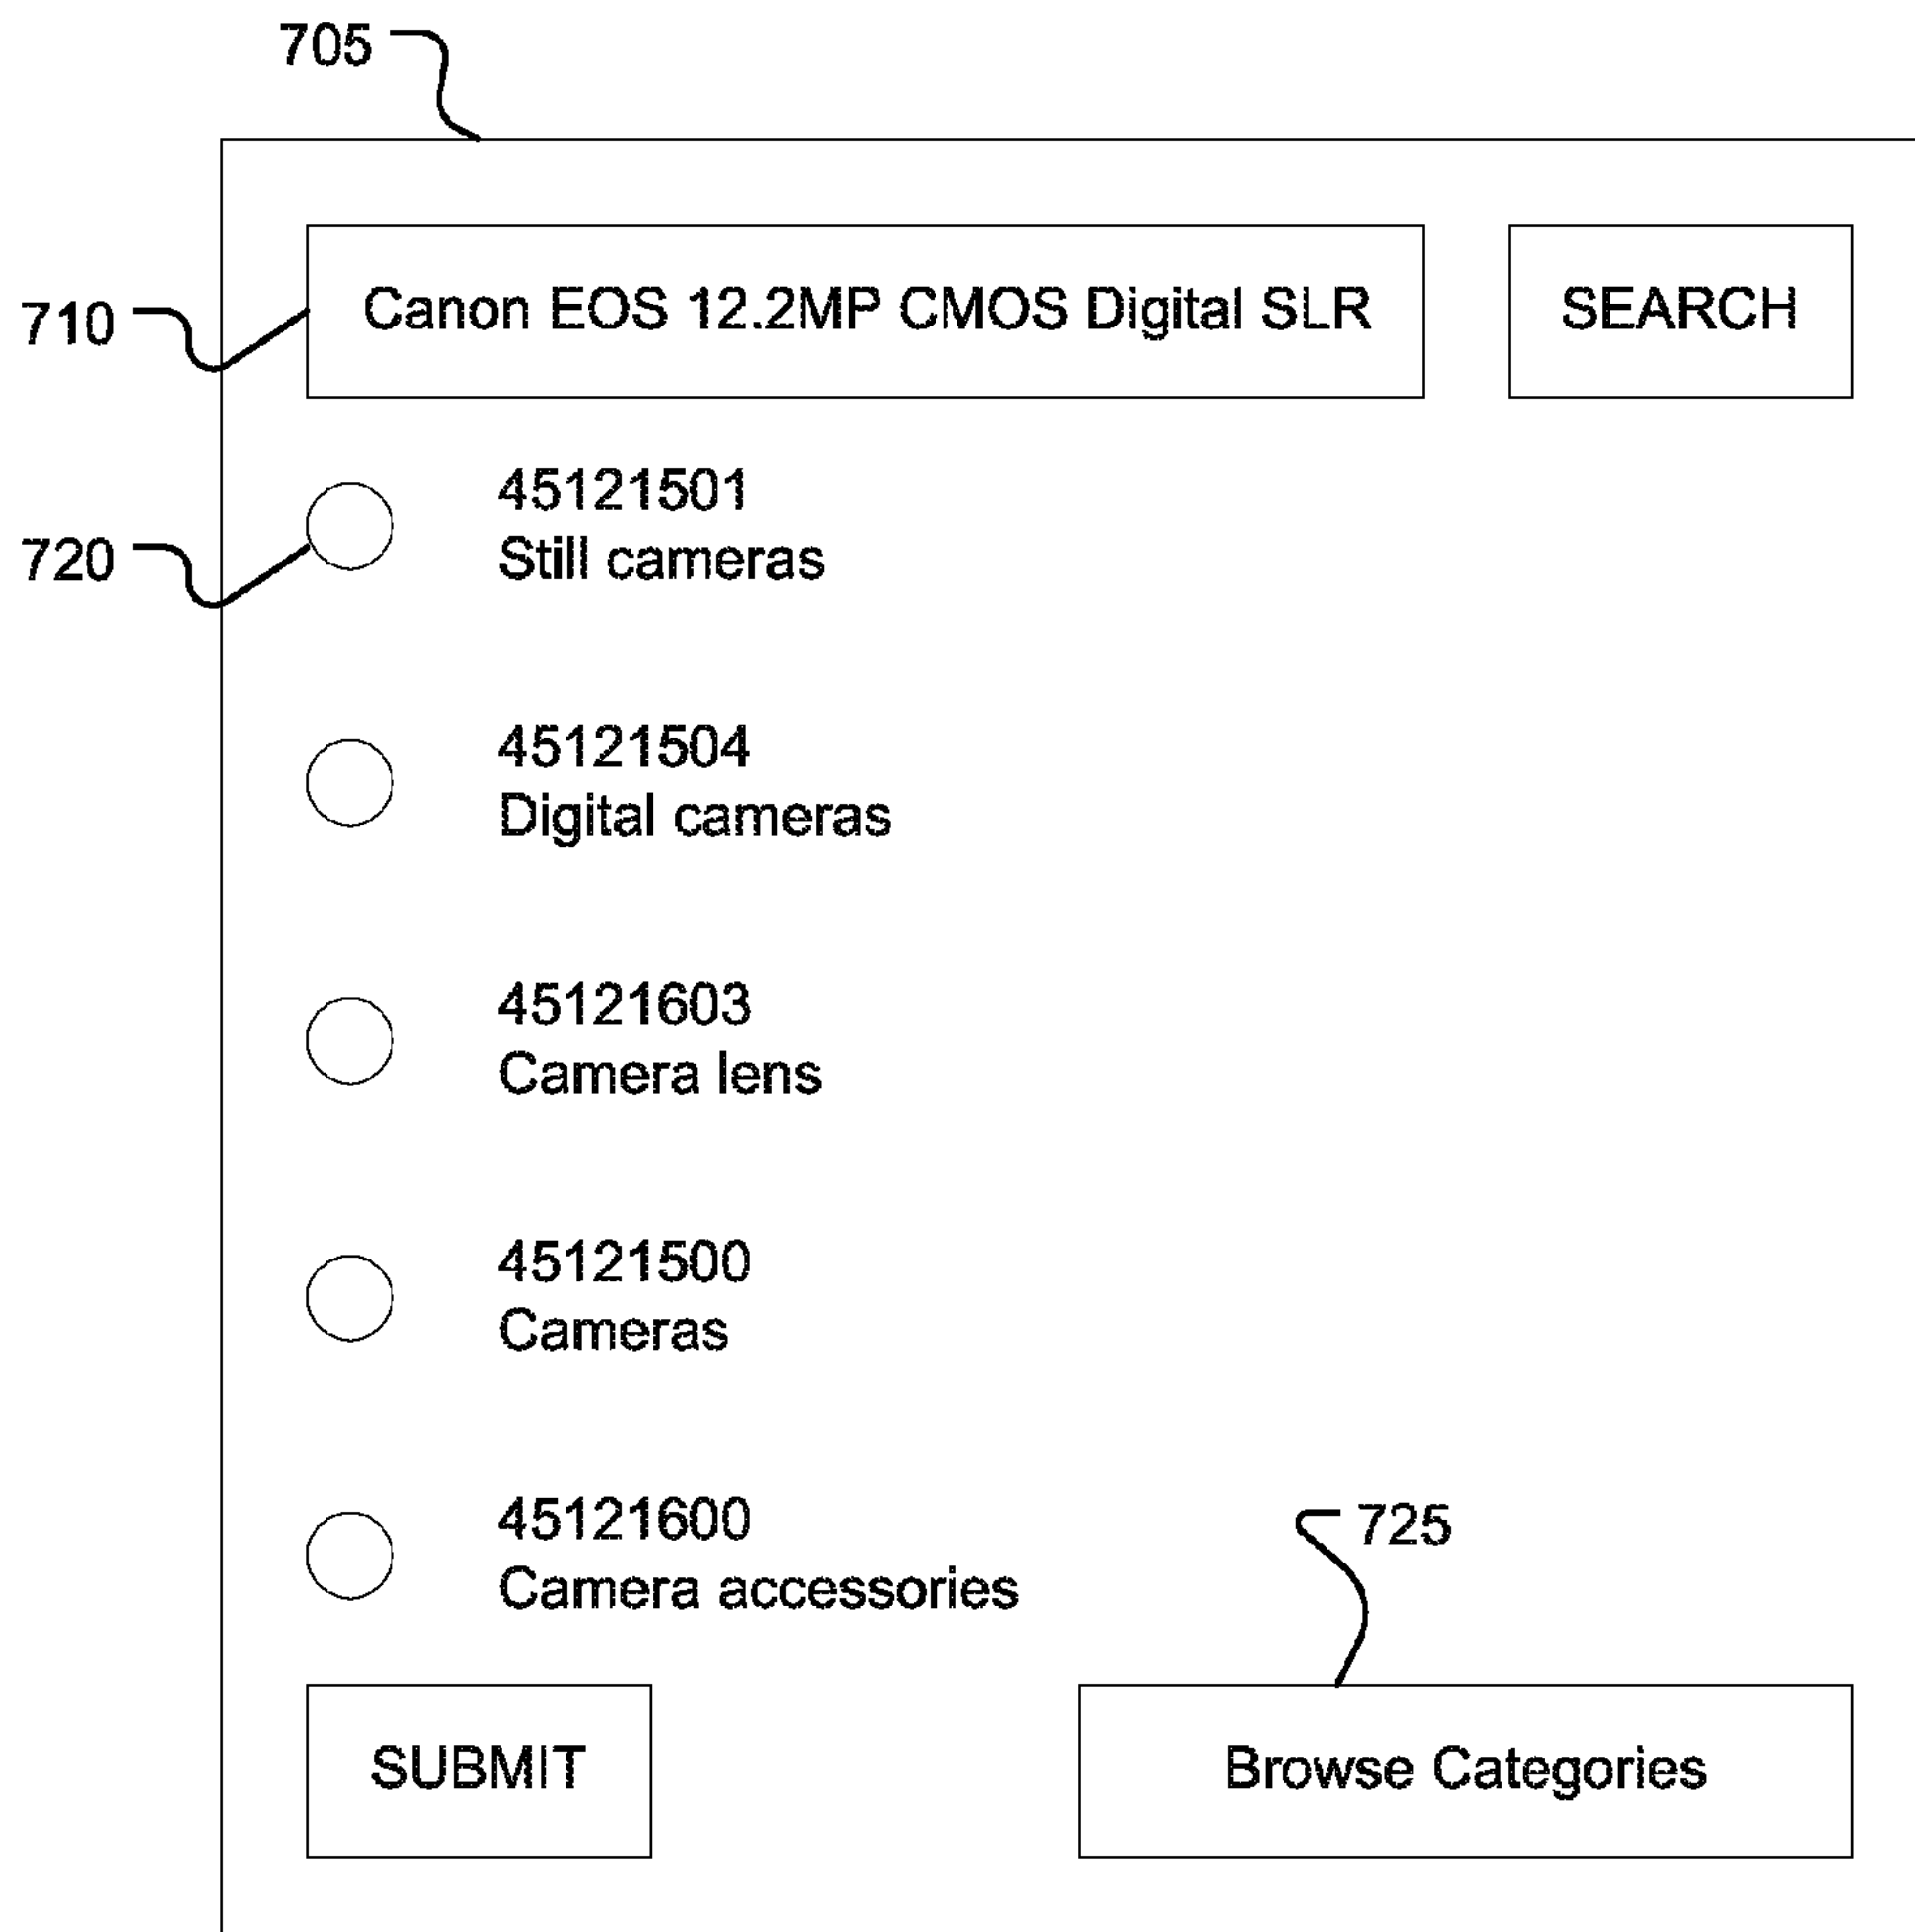 705
710
Canon EOS 12.2MP CMOS Digital SLR
SEARCH
720
45121501
Still cameras
45121504
Digital cameras
45121603
Camera lens
45121500
Cameras
45121600
Camera accessories
725
SUBMIT
Browse Categories